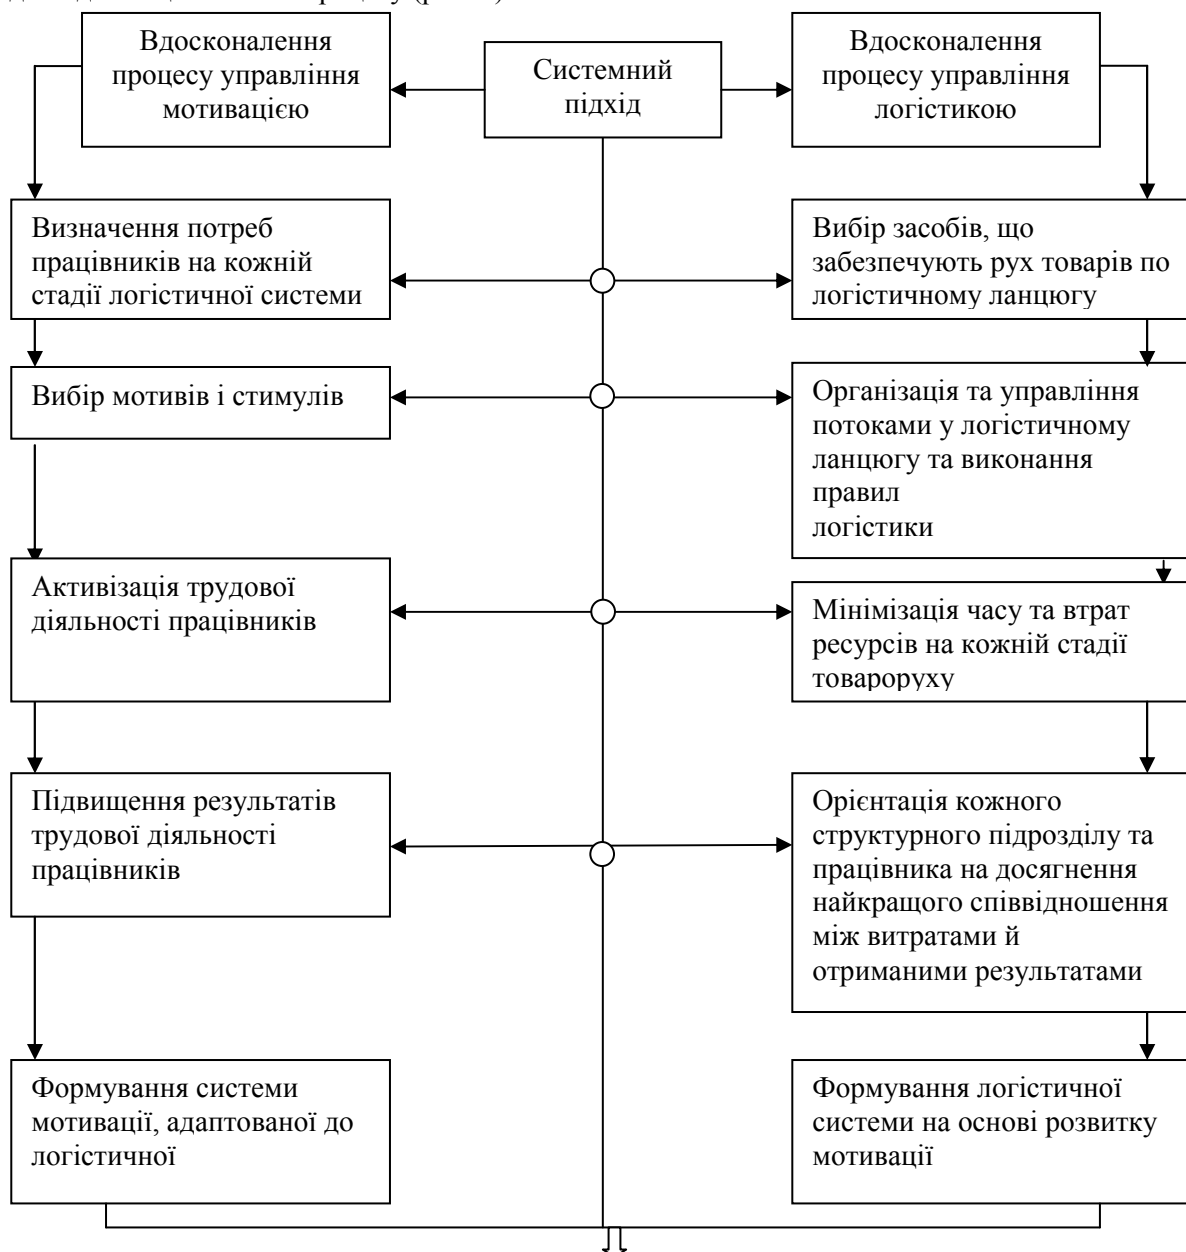 Вдосконалення
процесу управління
мотивацією
Системний
підхід
Вдосконалення
процесу управління
логістикою
Визначення потреб
працівників на кожній
стадії логістичної системи
Вибір засобів, що
забезпечують рух товарів по
логістичному ланцюгу
Вибір мотивів і стимулів
Організація та управління
потоками у логістичному
ланцюгу та виконання
правил
логістики
Активізація трудової
діяльності працівників
Мінімізація часу та втрат
ресурсів на кожній стадії
товароруху
Підвищення результатів
трудової діяльності
працівників
Орієнтація кожного
структурного підрозділу та
працівника на досягнення
найкращого співвідношення
між витратами й
отриманими результатами
Формування системи
мотивації, адаптованої до
логістичної
Формування логістичної
системи на основі розвитку
мотивації